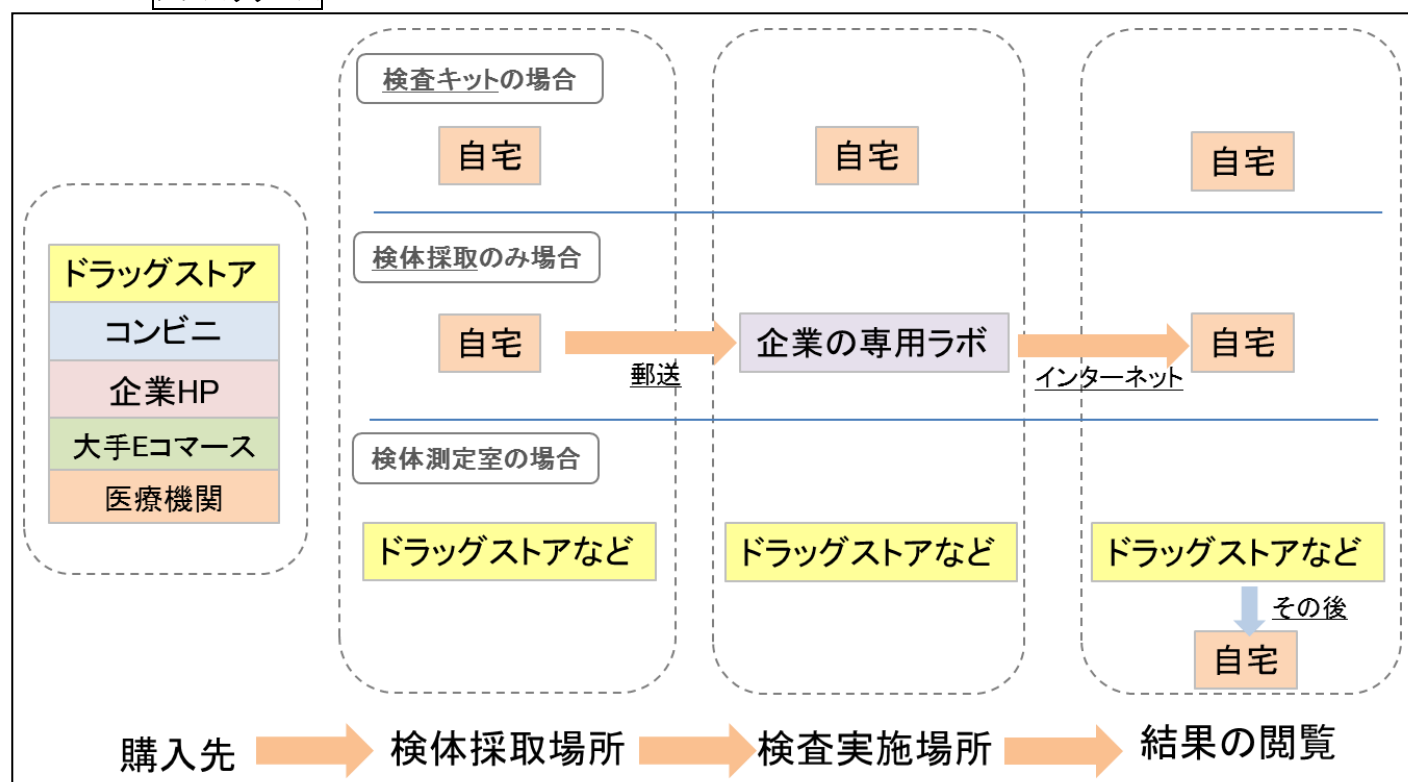 検査キットの場合
自宅
自宅
自宅
検体採取のみ場合
ドラッグストア
コンビニ
企業HP
大手Eコマース
医療機関
自宅
郵送
企業の専用ラボ
インターネット
自宅
検体測定室の場合
ドラッグストアなど
ドラッグストアなど
ドラッグストアなど
その後
自宅
購入先
検体採取場所
検査実施場所
結果の閲覧